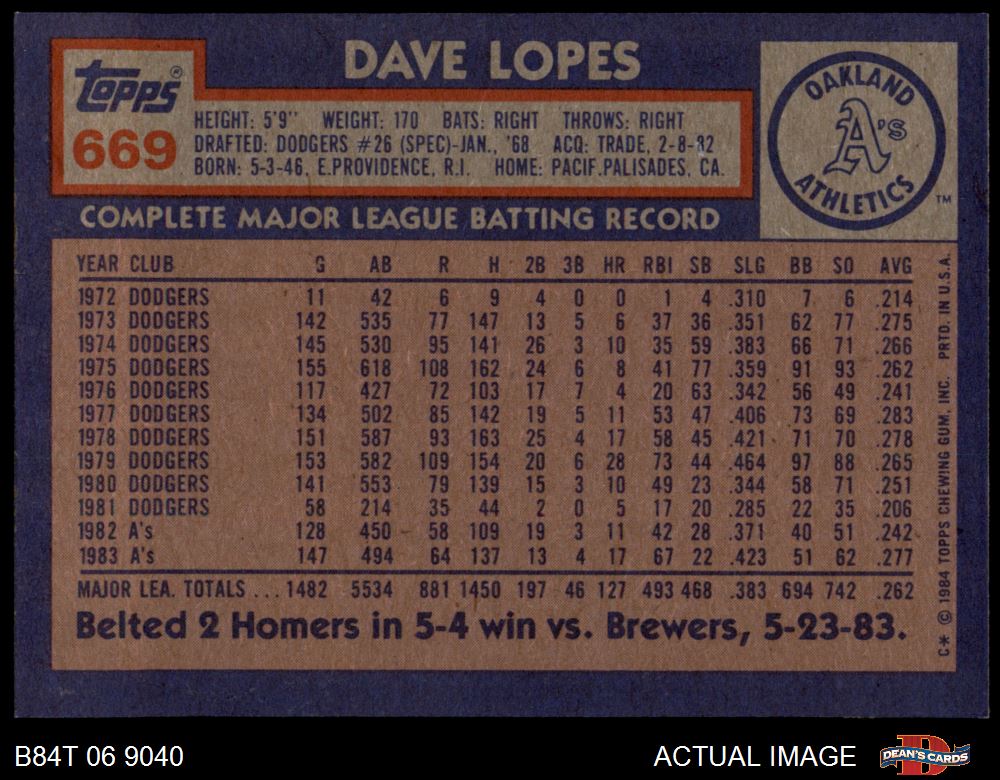 DAVE LOPES
topps®
669
HEIGHT: 5'9" WEIGHT: 170 BATS: RIGHT THROWS: RIGHT
DRAFTED: DODGERS #26 (SPEC)-JAN., '68 ACQ: TRADE, 2-8-82
BORN: 5-3-46, E.PROVIDENCE, R.I. HOME: PACIF.PALISADES, CA.
OAKLAND
A's
ATHLETICS
TM
COMPLETE MAJOR LEAGUE BATTING RECORD
YEAR CLUB G AB R H 2B 3B HR RBI SB SLG BB SO AVG
1972 DODGERS 11 42 6 9 4 0 0 1 4 .310 7 6 .214
1973 DODGERS 142 535 77 147 13 5 6 37 36 .351 62 77 .275
1974 DODGERS 145 530 95 141 26 3 10 35 59 .383 66 71 .266
1975 DODGERS 155 618 108 162 24 6 8 41 77 .359 91 93 .262
1976 DODGERS 117 427 72 103 17 7 4 20 63 .342 56 49 .241
1977 DODGERS 134 502 85 142 19 5 11 53 47 .406 73 69 .283
1978 DODGERS 151 587 93 163 25 4 17 58 45 .421 71 70 .278
1979 DODGERS 153 582 109 154 20 6 28 73 44 .464 97 88 .265
1980 DODGERS 141 553 79 139 15 3 10 49 23 .344 58 71 .251
1981 DODGERS 58 214 35 44 2 0 5 17 20 .285 22 35 .206
1982 A's 128 450 58 109 19 3 11 42 28 .371 40 51 .242
1983 A's 147 494 64 137 13 4 17 67 22 .423 51 62 .277
MAJOR LEA. TOTALS ... 1482 5534 881 1450 197 46 127 493 468 .383 694 742 .262
Belted 2 Homers in 5-4 win vs. Brewers, 5-23-83.
C* © 1984 TOPPS CHEWING GUM, INC. PRTD. IN U.S.A.
B84T 06 9040 ACTUAL IMAGE
D
DEAN'S CARDS